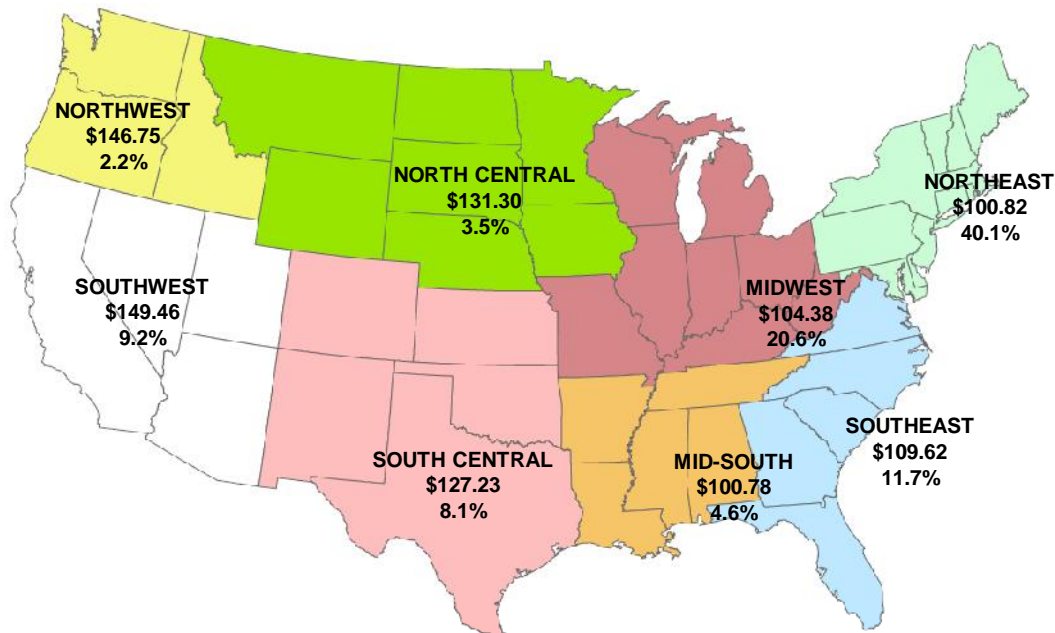 NORTHWEST
$146.75
2.2%
NORTH CENTRAL
$131.30
3.5%
NORTHEAST
$100.82
40.1%
SOUTHWEST
$149.46
9.2%
MIDWEST
$104.38
20.6%
SOUTH CENTRAL
$127.23
8.1%
MID-SOUTH
$100.78
4.6%
SOUTHEAST
$109.62
11.7%